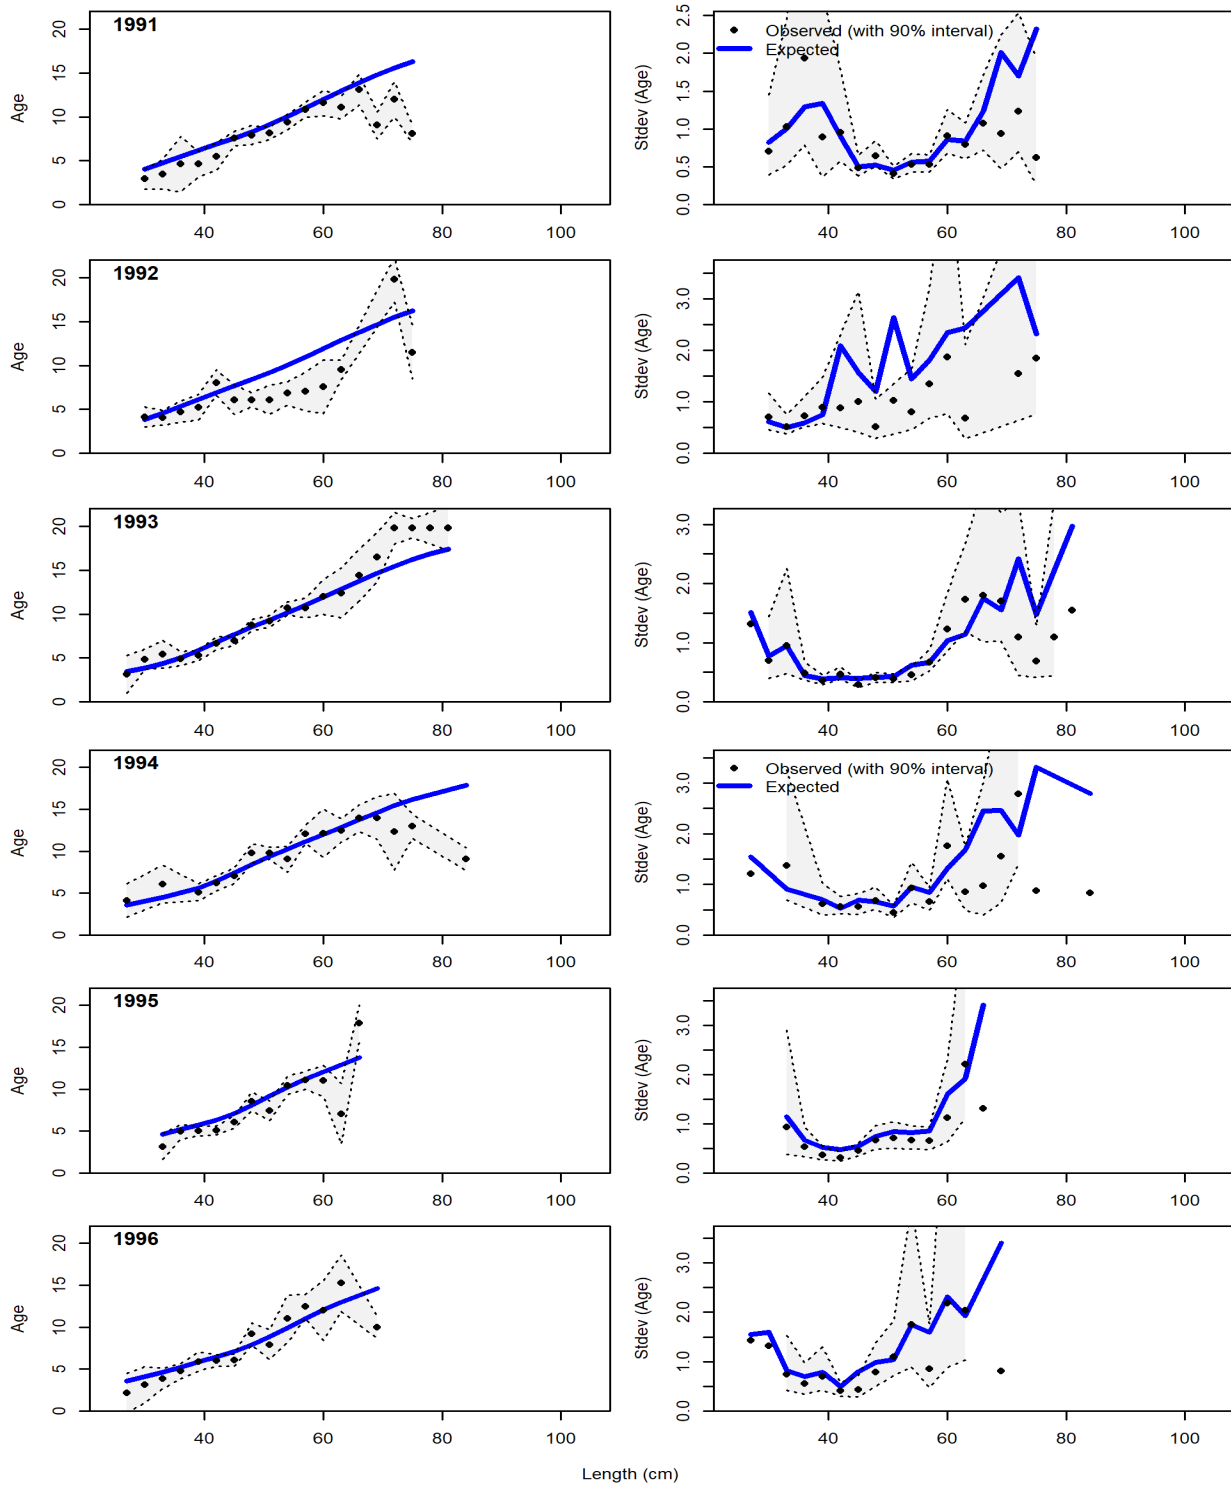 1991
Age
0 5 10 15 20
40 60 80 100
Observed (with 90% interval)
Expected
Stdev (Age)
0.0 0.5 1.0 1.5 2.0 2.5
40 60 80 100
1992
Age
0 5 10 15 20
40 60 80 100
Stdev (Age)
0.0 1.0 2.0 3.0
40 60 80 100
1993
Age
0 5 10 15 20
40 60 80 100
Stdev (Age)
0.0 1.0 2.0 3.0
40 60 80 100
1994
Age
0 5 10 15 20
40 60 80 100
Observed (with 90% interval)
Expected
Stdev (Age)
0.0 1.0 2.0 3.0
40 60 80 100
1995
Age
0 5 10 15 20
40 60 80 100
Stdev (Age)
0.0 1.0 2.0 3.0
40 60 80 100
1996
Age
0 5 10 15 20
40 60 80 100
Stdev (Age)
0.0 1.0 2.0 3.0
40 60 80 100
Length (cm)